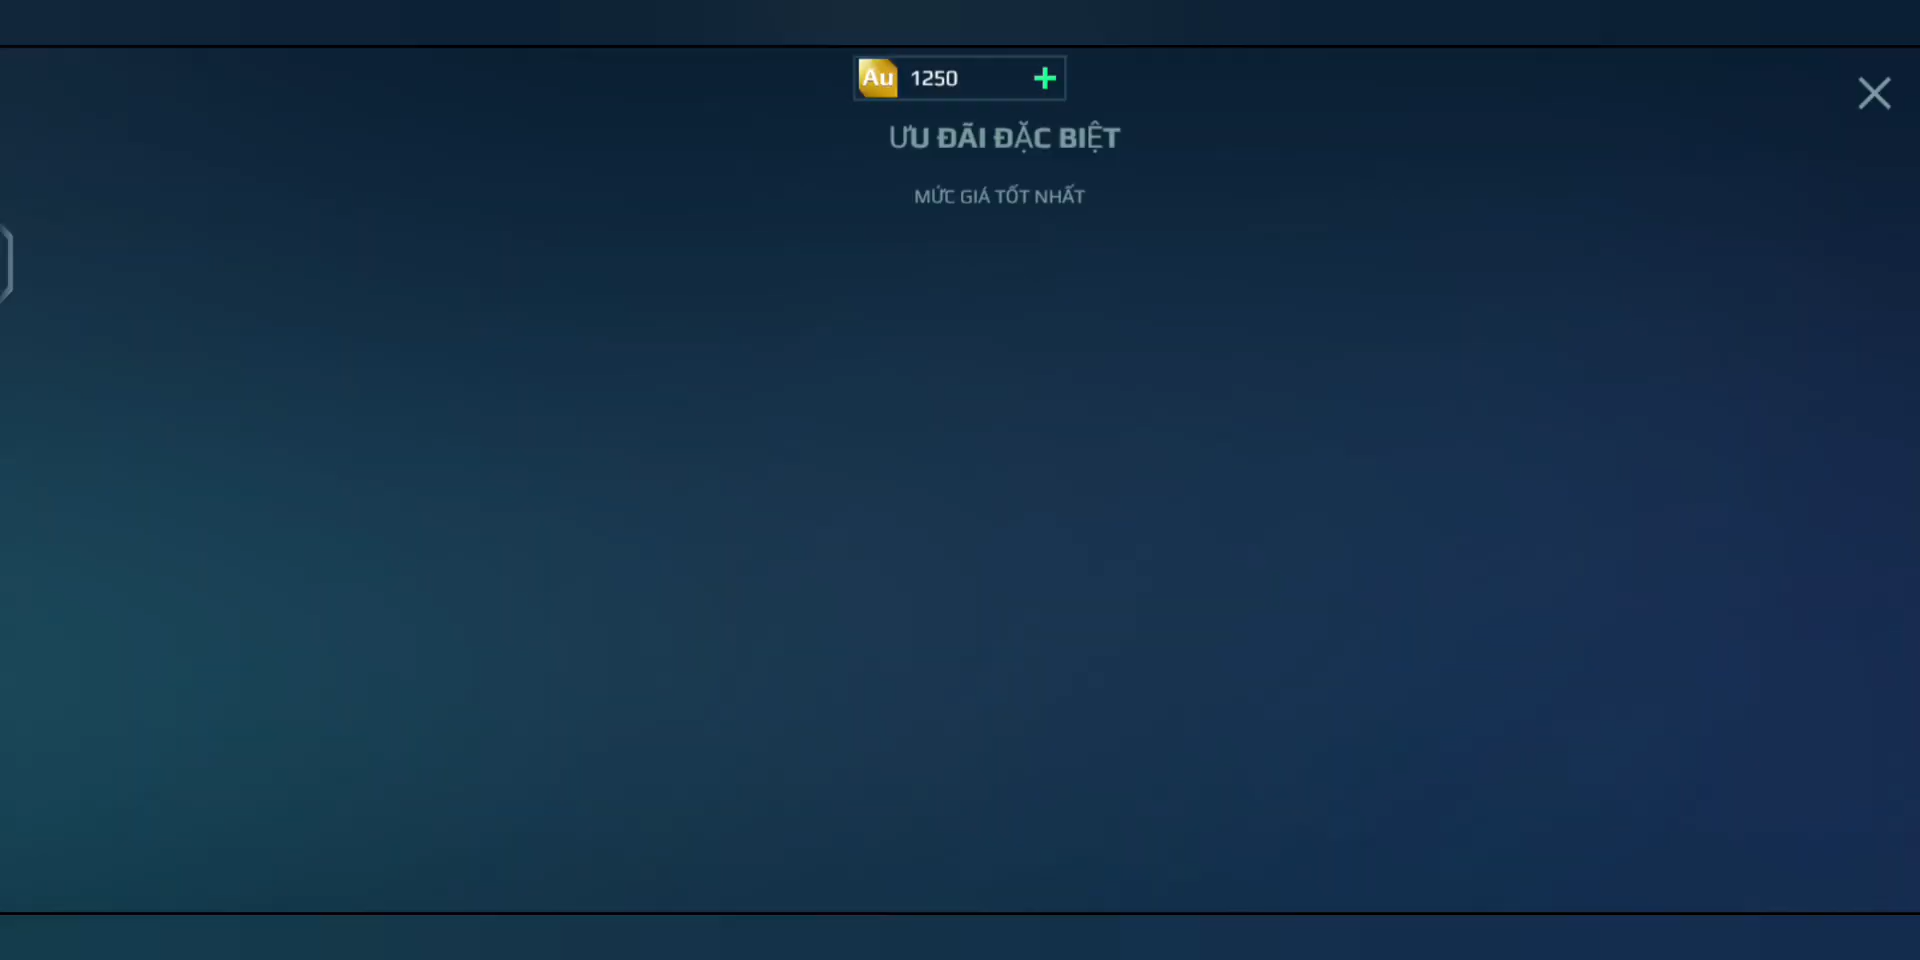 Au 1250 +
ƯU ĐÃI ĐẶC BIỆT
MỨC GIÁ TỐT NHẤT